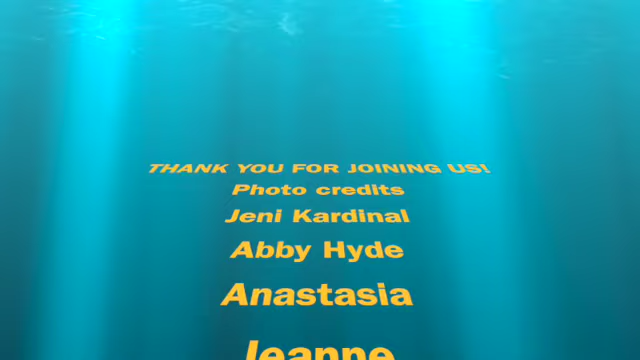 THANK YOU FOR JOINING US!
Photo credits
Jeni Kardinal
Abby Hyde
Anastasia
Jeanne